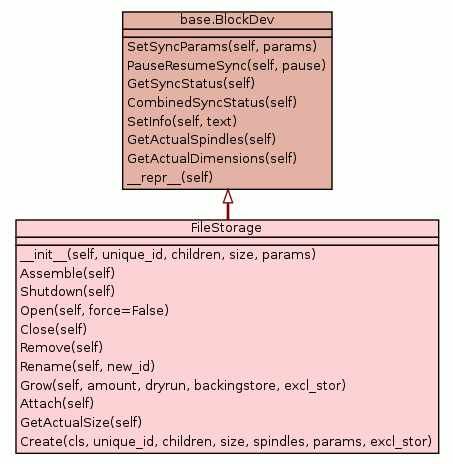 base.BlockDev
SetSyncParams(self, params)
PauseResumeSync(self, pause)
GetSyncStatus(self)
CombinedSyncStatus(self)
SetInfo(self, text)
GetActualSpindles(self)
GetActualDimensions(self)
__repr__(self)
FileStorage
__init__(self, unique_id, children, size, params)
Assemble(self)
Shutdown(self)
Open(self, force=False)
Close(self)
Remove(self)
Rename(self, new_id)
Grow(self, amount, dryrun, backingstore, excl_stor)
Attach(self)
GetActualSize(self)
Create(cls, unique_id, children, size, spindles, params, excl_stor)